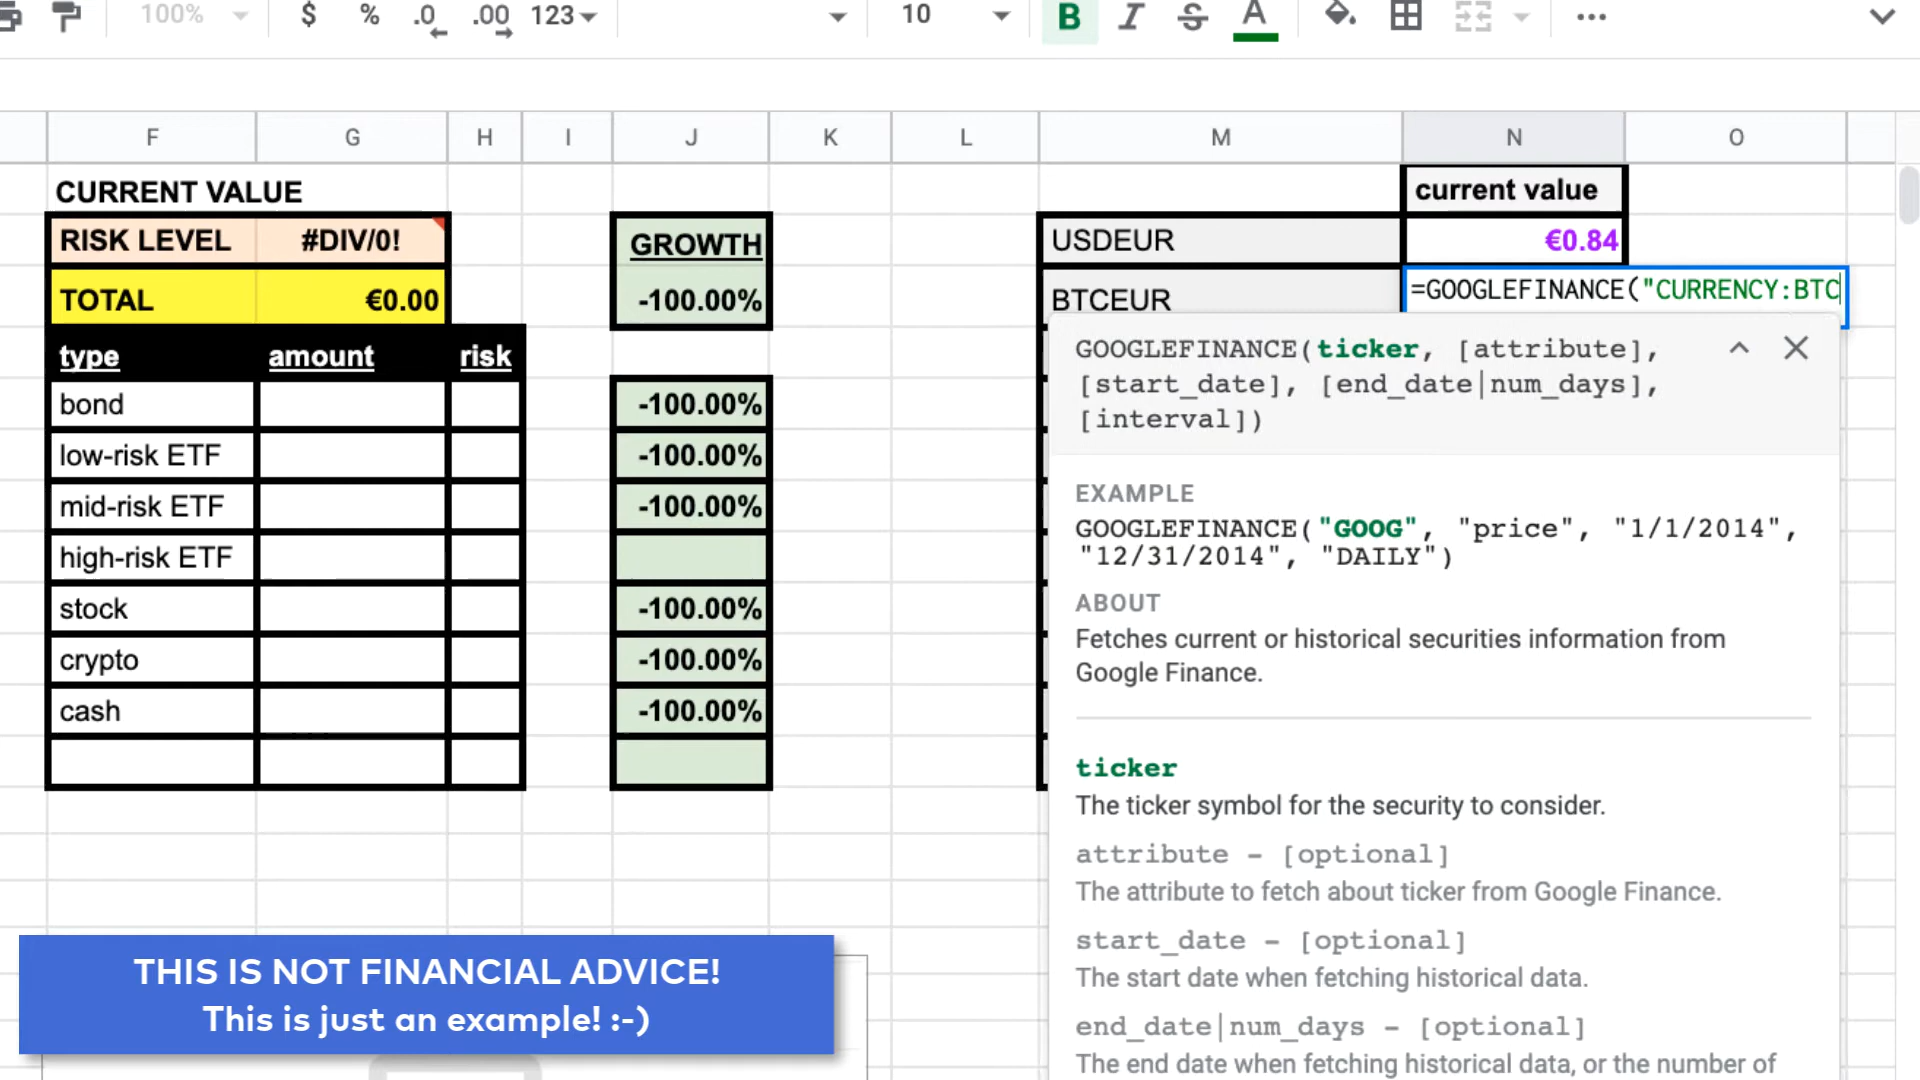 100% $ % .0 .00 123 10 B I S A
F G H I J K L M N O
CURRENT VALUE current value
RISK LEVEL #DIV/0! GROWTH USDEUR €0.84
TOTAL €0.00 -100.00% BTCEUR =GOOGLEFINANCE("CURRENCY:BTC
type amount risk
bond -100.00%
low-risk ETF -100.00%
mid-risk ETF -100.00%
high-risk ETF
stock -100.00%
crypto -100.00%
cash -100.00%
GOOGLEFINANCE(ticker, [attribute],
[start_date], [end_date|num_days],
[interval])
EXAMPLE
GOOGLEFINANCE("GOOG", "price", "1/1/2014",
"12/31/2014", "DAILY")
ABOUT
Fetches current or historical securities information from
Google Finance.
ticker
The ticker symbol for the security to consider.
attribute - [optional]
The attribute to fetch about ticker from Google Finance.
start_date - [optional]
The start date when fetching historical data.
end_date|num_days - [optional]
The end date when fetching historical data, or the number of
THIS IS NOT FINANCIAL ADVICE!
This is just an example! :-)